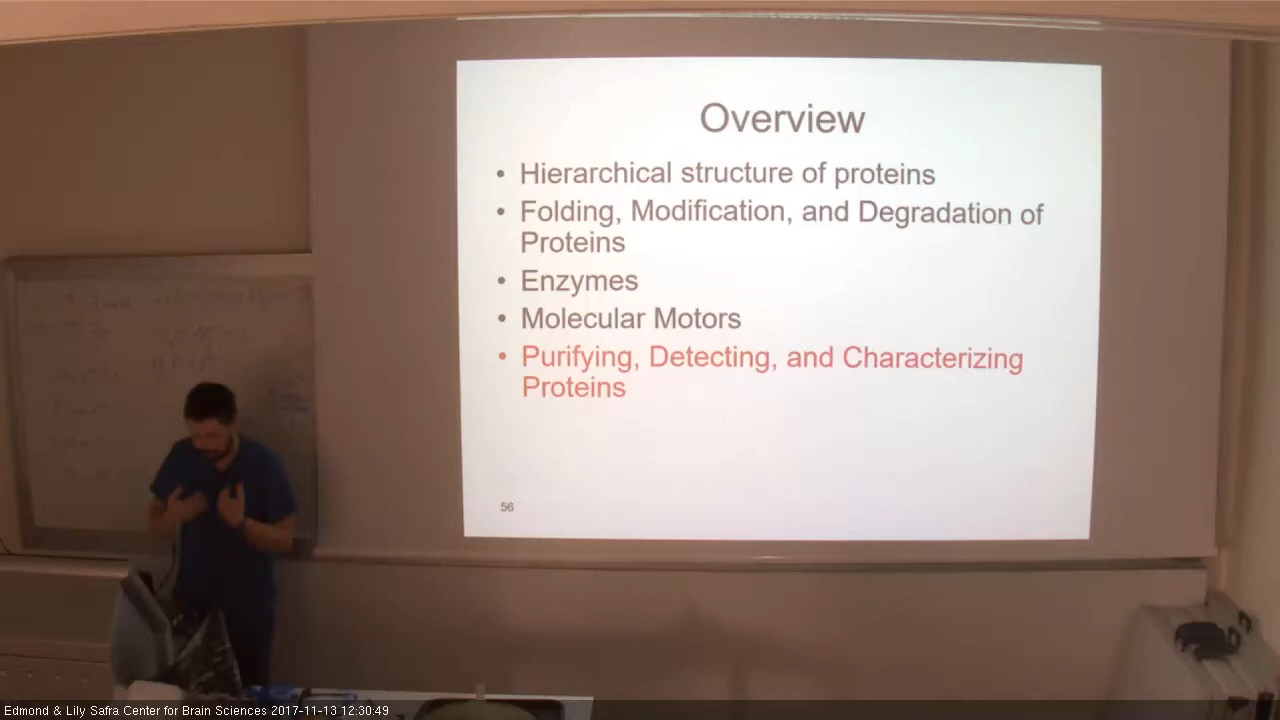 Overview
• Hierarchical structure of proteins
• Folding, Modification, and Degradation of
Proteins
• Enzymes
• Molecular Motors
• Purifying, Detecting, and Characterizing
Proteins
56
Edmond & Lily Safra Center for Brain Sciences 2017-11-13 12:30:49